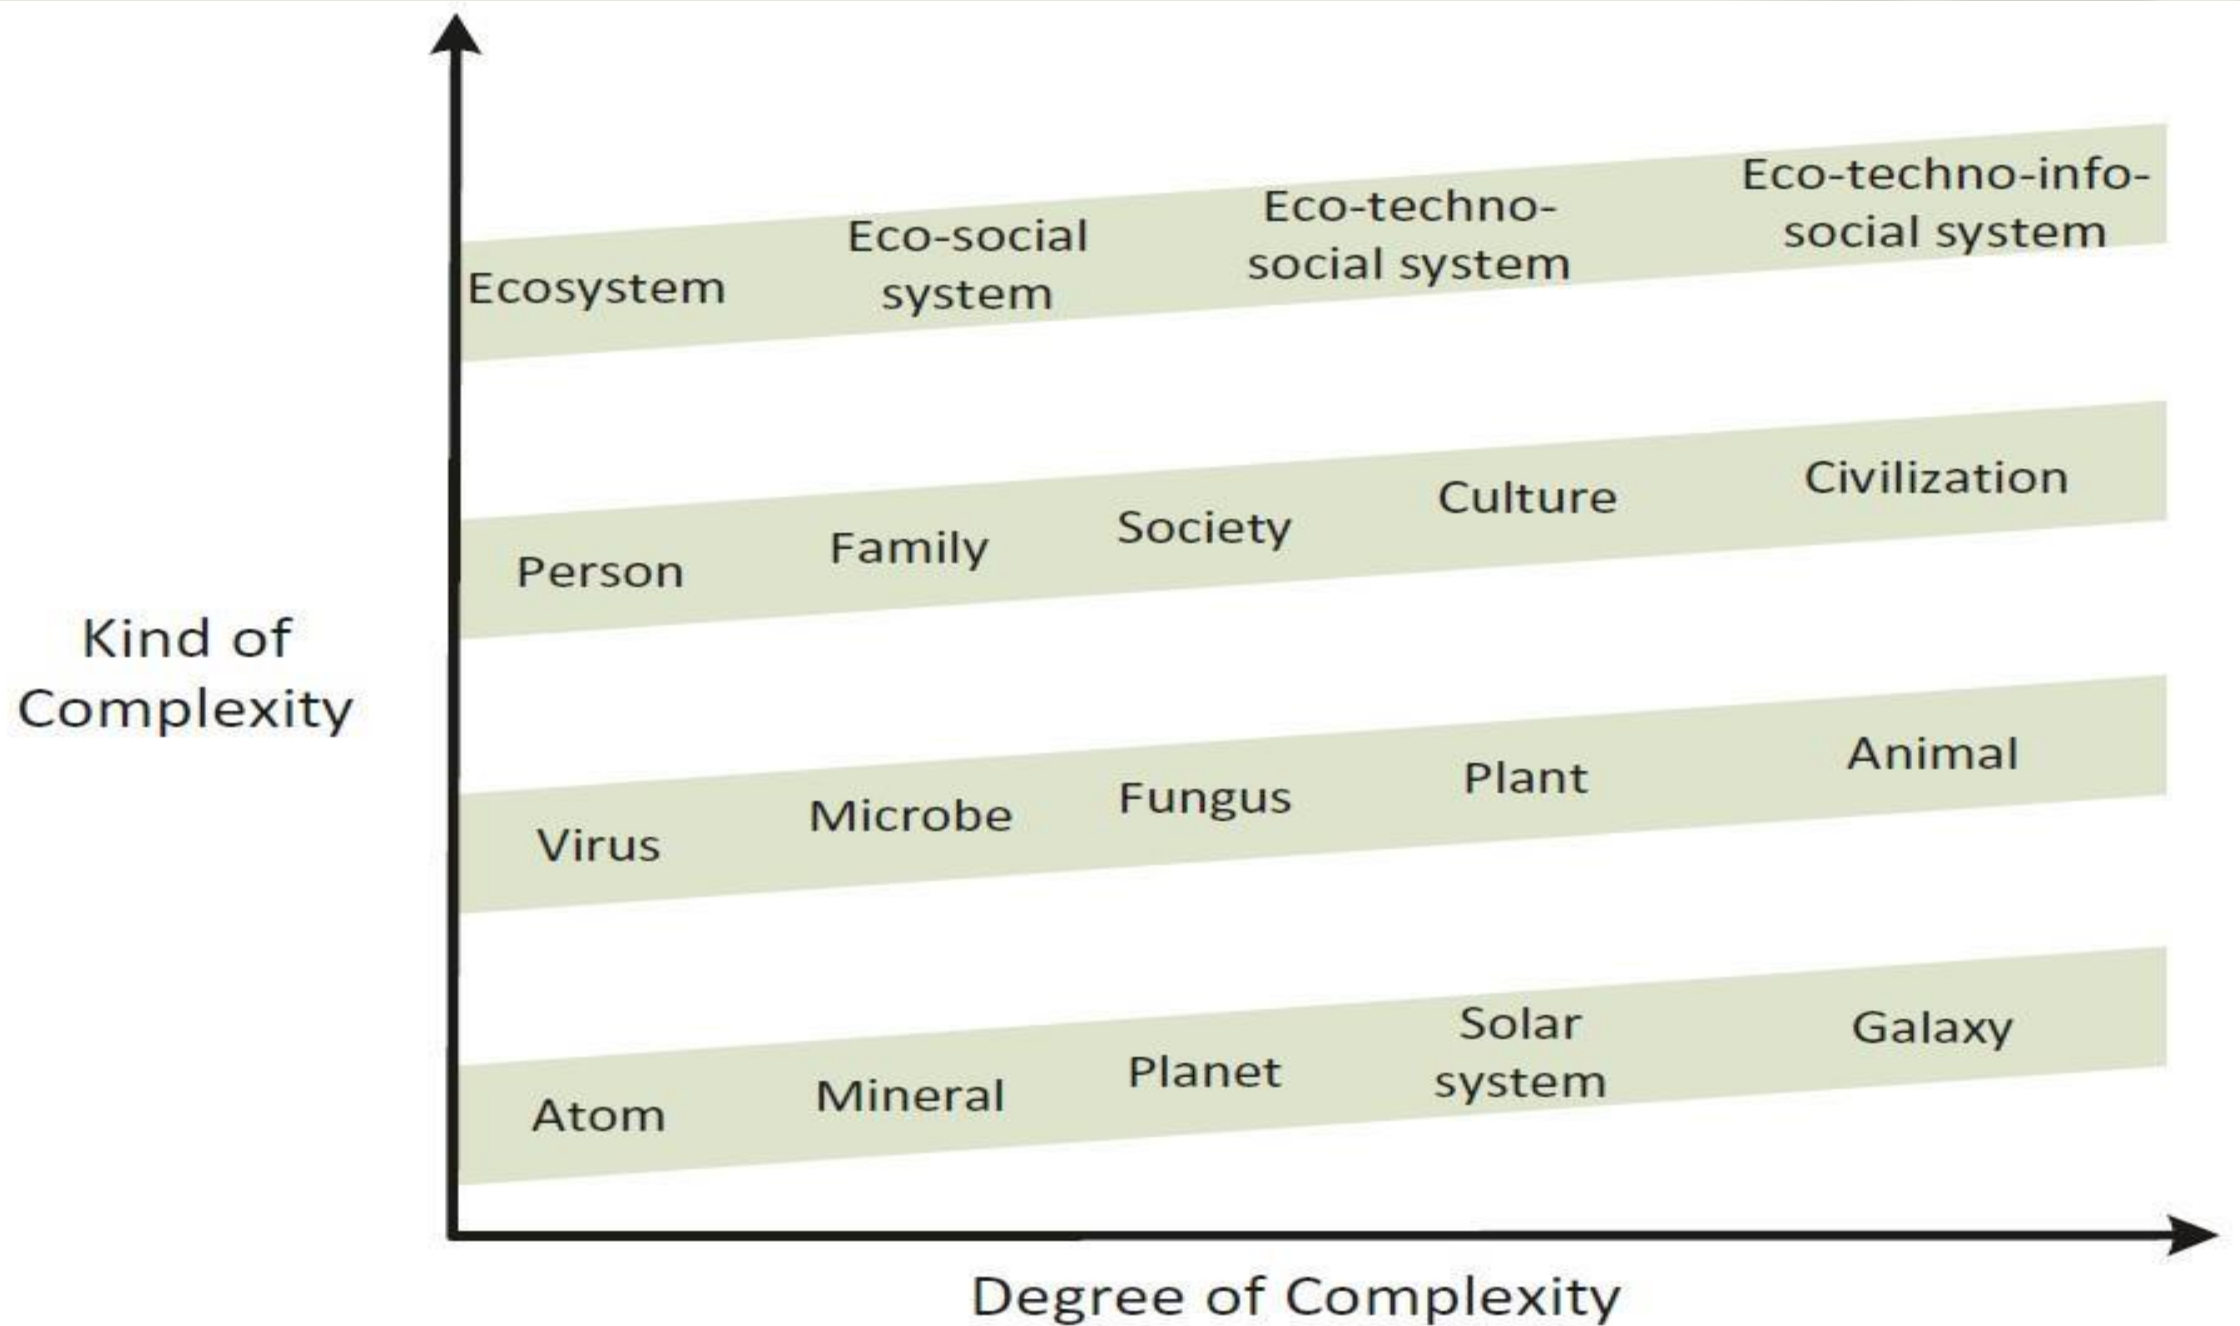 Eco-techno-info-
social system
Eco-techno-
social system
Eco-social
system
Ecosystem
Civilization
Culture
Society
Family
Person
Kind of
Complexity
Animal
Plant
Fungus
Microbe
Virus
Solar
system
Galaxy
Planet
Mineral
Atom
Degree of Complexity